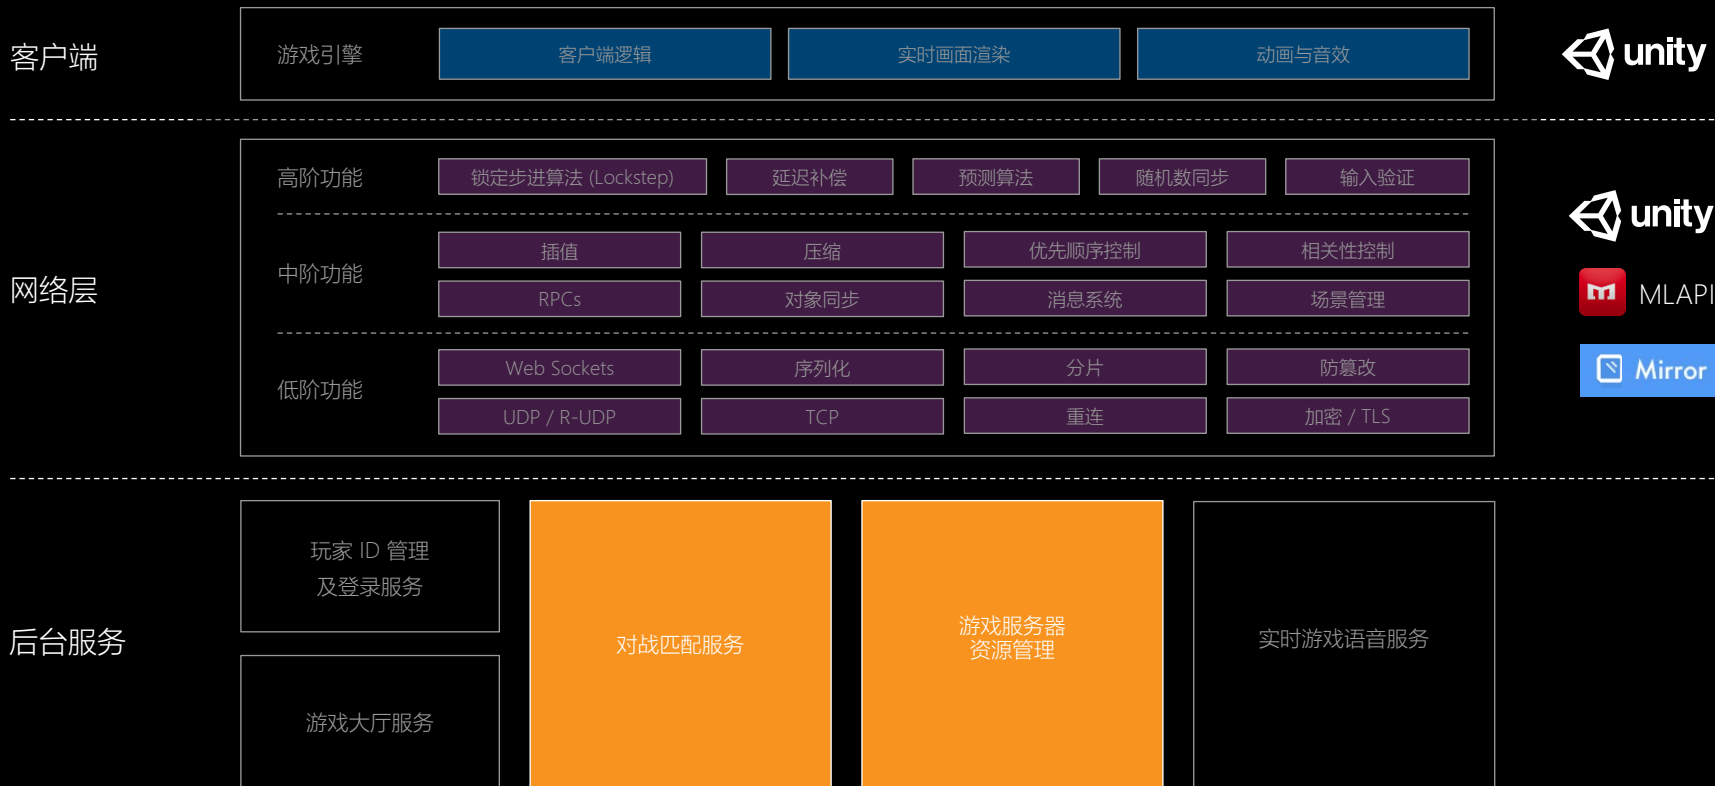 客户端
游戏引擎
客户端逻辑
实时画面渲染
动画与音效
unity
网络层
高阶功能
锁定步进算法 (Lockstep)
延迟补偿
预测算法
随机数同步
输入验证
中阶功能
插值
压缩
优先顺序控制
相关性控制
RPCs
对象同步
消息系统
场景管理
低阶功能
Web Sockets
序列化
分片
防篡改
UDP / R-UDP
TCP
重连
加密 / TLS
unity
m
MLAPI
Mirror
后台服务
玩家 ID 管理
及登录服务
游戏大厅服务
对战匹配服务
游戏服务器
资源管理
实时游戏语音服务